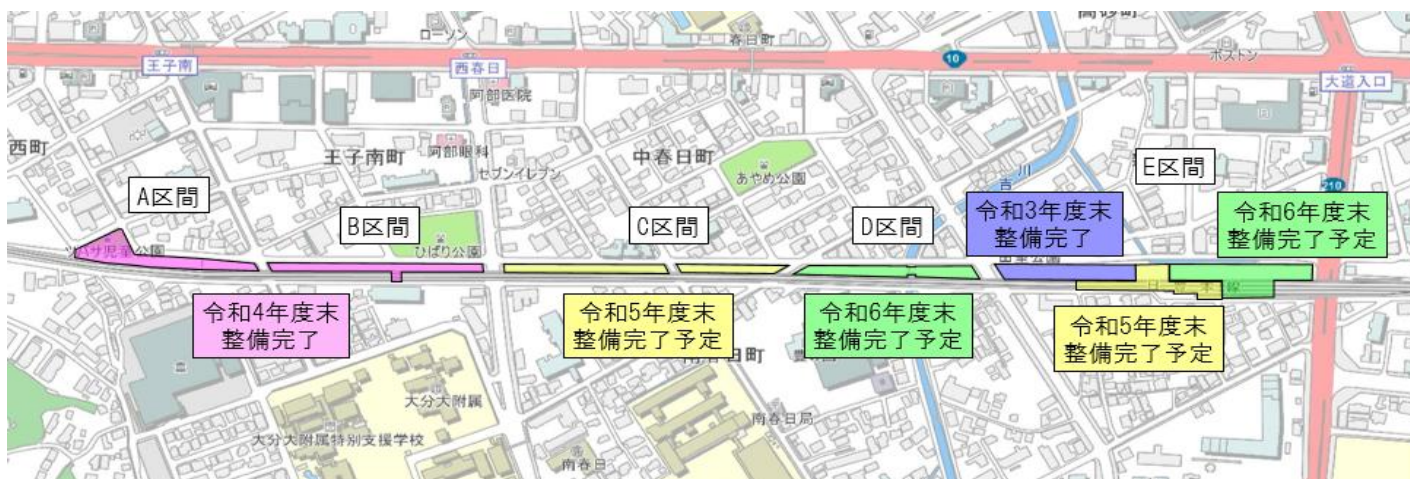 高砂町
ローソン
春日町
王子南
西春日
10
ボストン
大道入口
阿部医院
西町
王子南町
阿部眼科
中春日町
セブンイレブン
あやめ公園
E区間
210
A区間
B区間
C区間
D区間
令和3年度末
整備完了
令和6年度末
整備完了予定
ひばり公園
令和4年度末
整備完了
令和5年度末
整備完了予定
令和6年度末
整備完了予定
令和5年度末
整備完了予定
大分大附属
南春日局
大分大附属特別支援学校
南春日